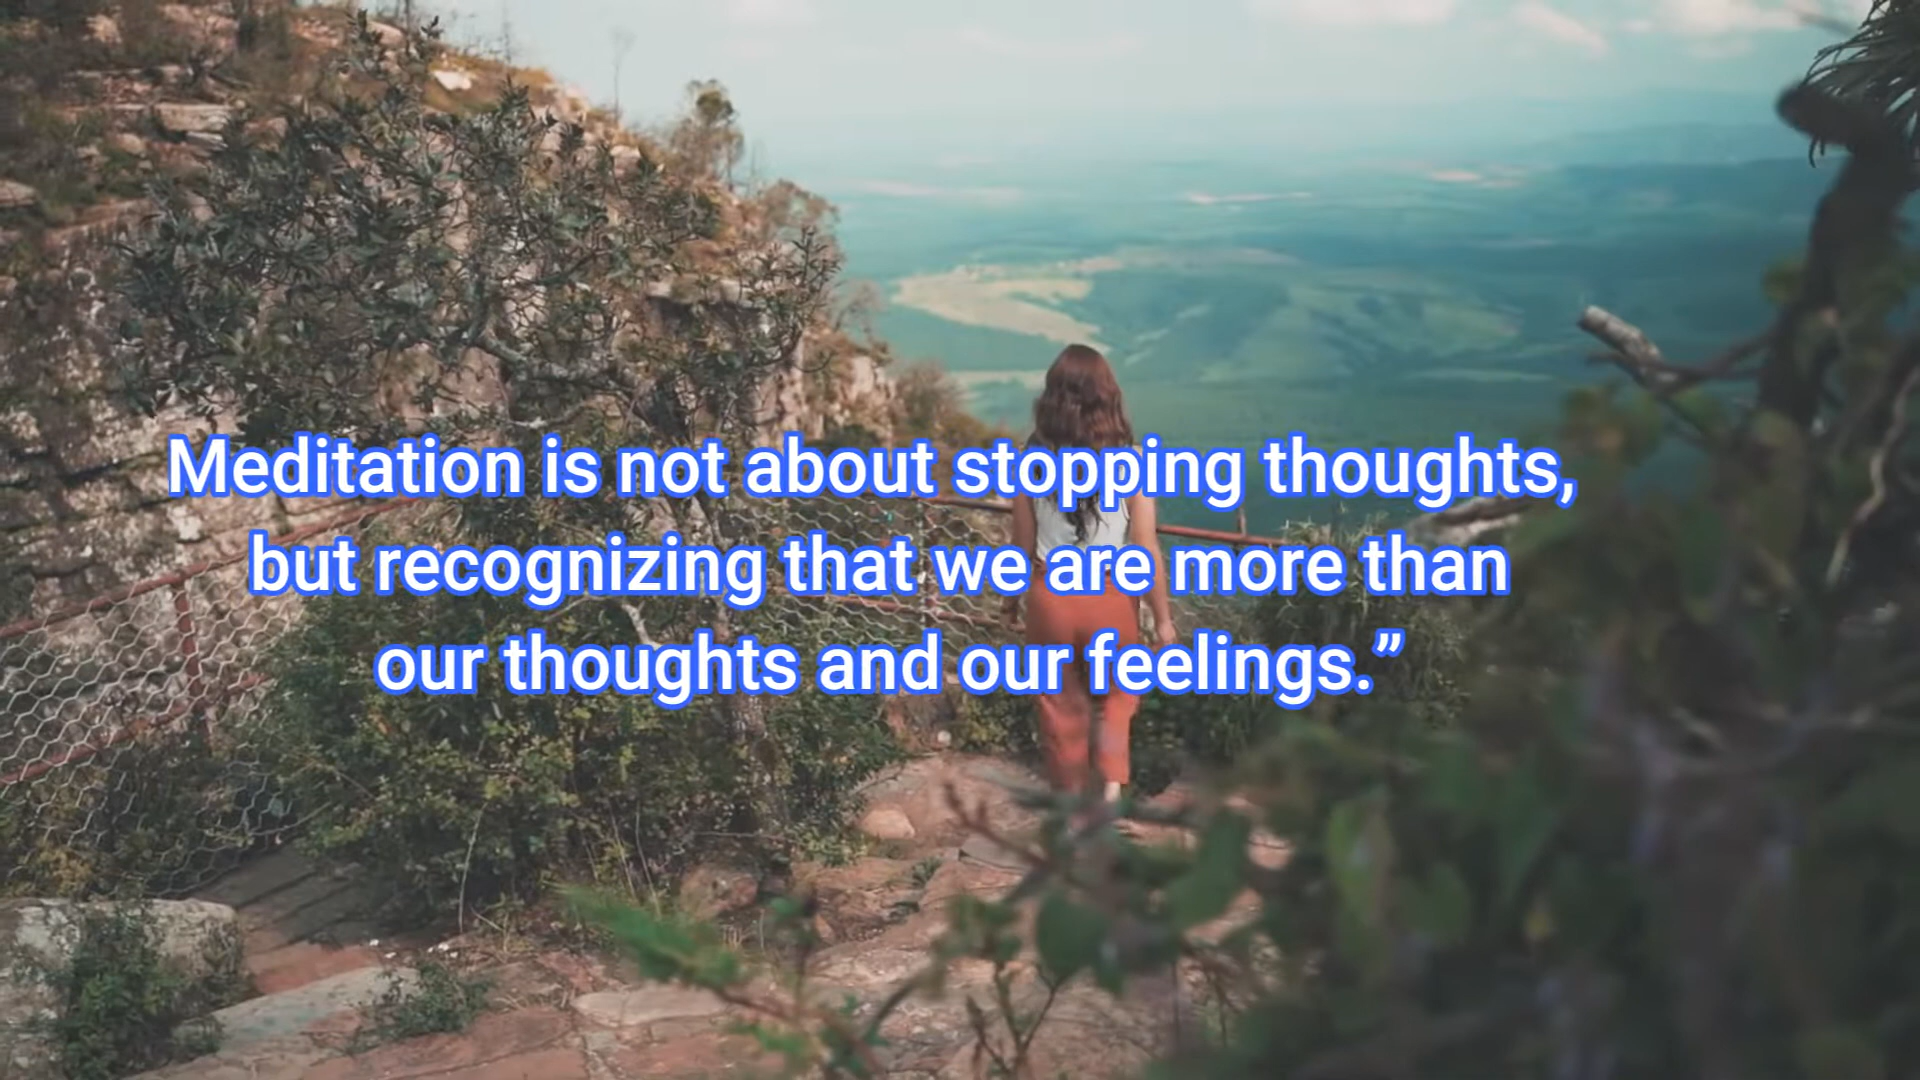 Meditation is not about stopping thoughts,
but recognizing that we are more than
our thoughts and our feelings.”